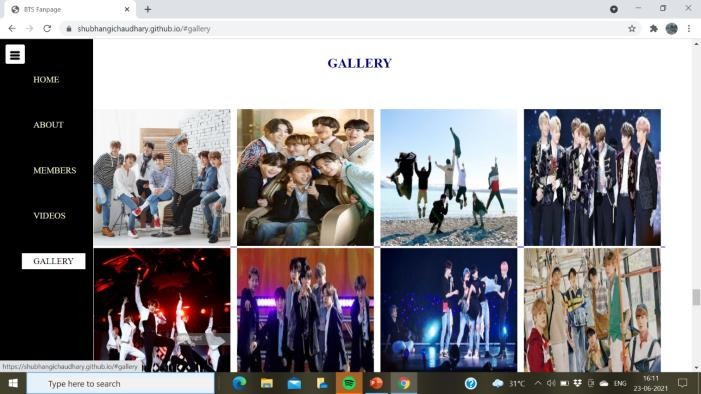 BTS Fanpage
shubhangichaudhary.github.io/#gallery
GALLERY
HOME
ABOUT
MEMBERS
VIDEOS
GALLERY
https://shubhangichaudhary.github.io/#gallery
Type here to search
31°C
ENG
16:11
23-06-2021